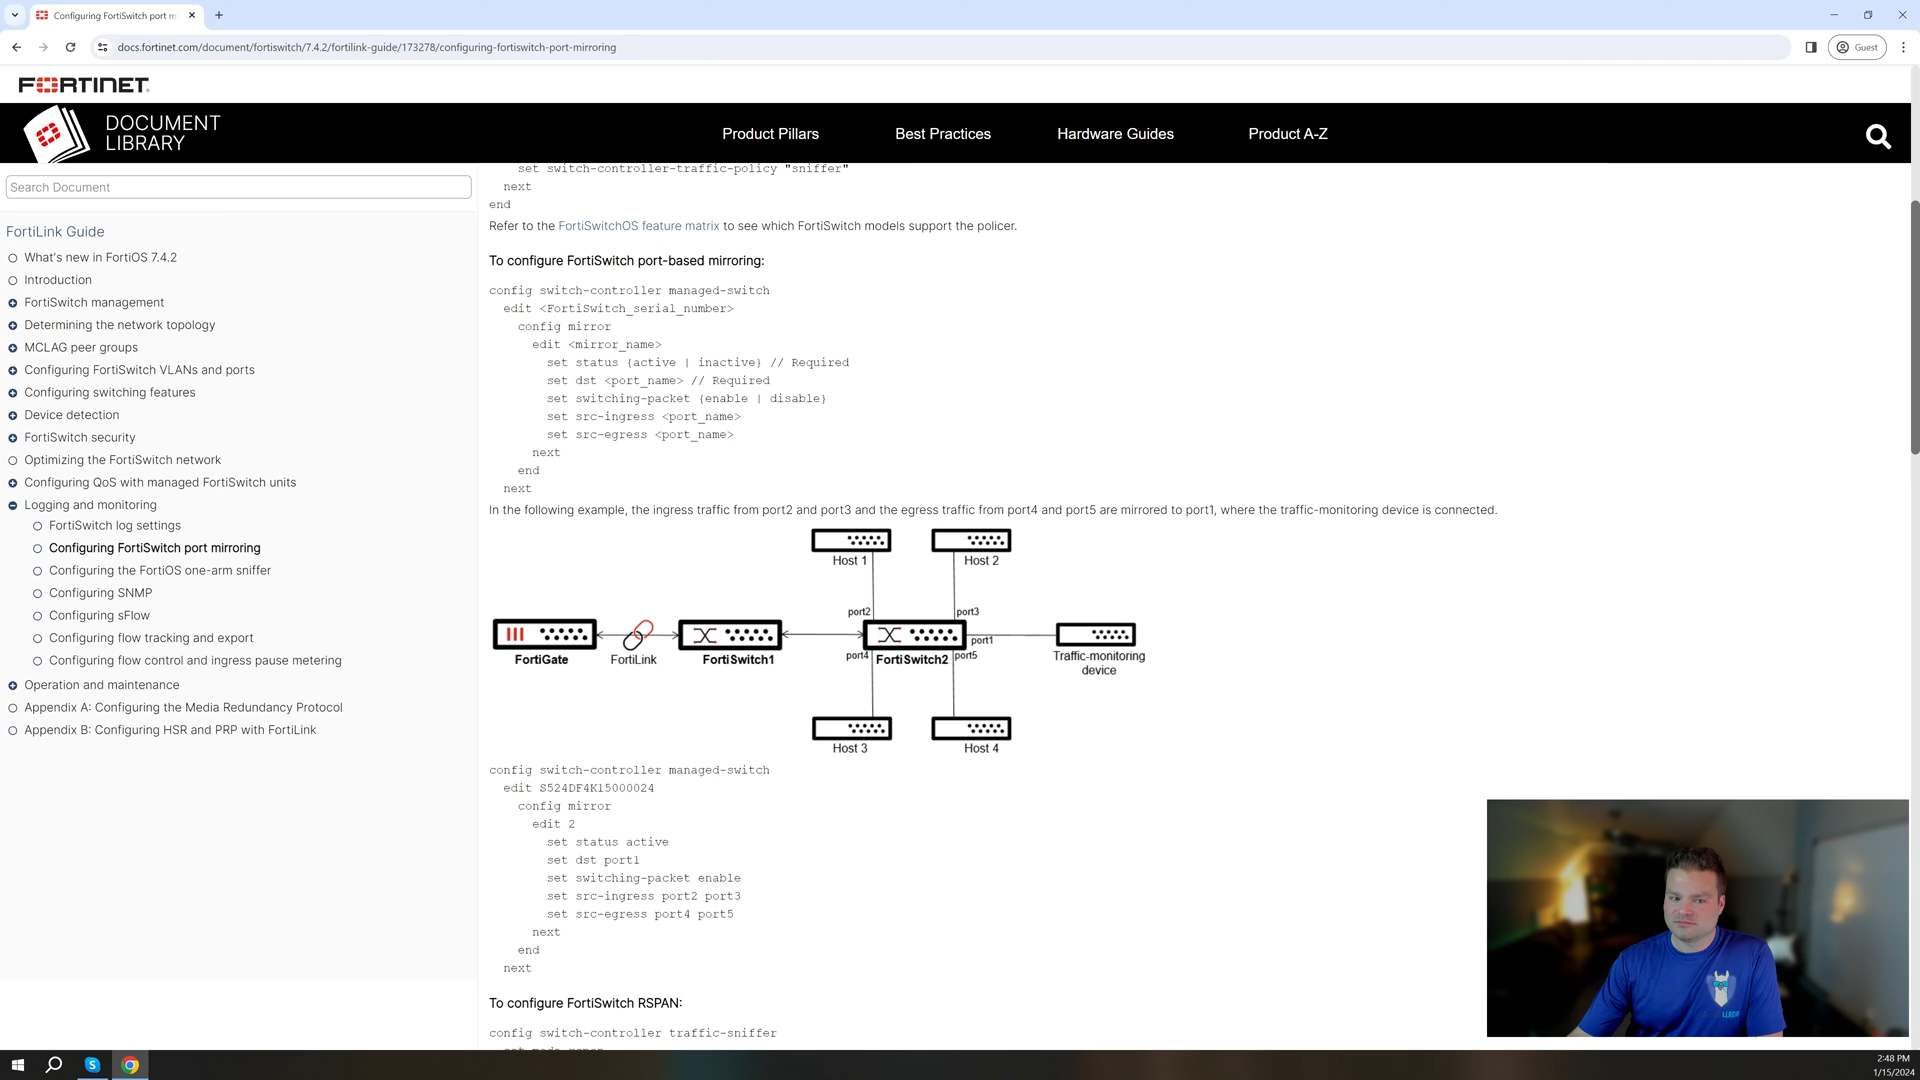 Configuring FortiSwitch port mi
docs.fortinet.com/document/fortiswitch/7.4.2/fortilink-guide/173278/configuring-fortiswitch-port-mirroring
Guest
FORTINET
DOCUMENT
LIBRARY
Product Pillars
Best Practices
Hardware Guides
Product A-Z
Search Document
FortiLink Guide
What's new in FortiOS 7.4.2
Introduction
FortiSwitch management
Determining the network topology
MCLAG peer groups
Configuring FortiSwitch VLANs and ports
Configuring switching features
Device detection
FortiSwitch security
Optimizing the FortiSwitch network
Configuring QoS with managed FortiSwitch units
Logging and monitoring
FortiSwitch log settings
Configuring FortiSwitch port mirroring
Configuring the FortiOS one-arm sniffer
Configuring SNMP
Configuring sFlow
Configuring flow tracking and export
Configuring flow control and ingress pause metering
Operation and maintenance
Appendix A: Configuring the Media Redundancy Protocol
Appendix B: Configuring HSR and PRP with FortiLink
set switch-controller-traffic-policy "sniffer"
next
end
Refer to the FortiSwitchOS feature matrix to see which FortiSwitch models support the policer.
To configure FortiSwitch port-based mirroring:
config switch-controller managed-switch
edit <FortiSwitch_serial_number>
config mirror
edit <mirror_name>
set status {active | inactive} // Required
set dst <port_name> // Required
set switching-packet {enable | disable}
set src-ingress <port_name>
set src-egress <port_name>
next
end
next
In the following example, the ingress traffic from port2 and port3 and the egress traffic from port4 and port5 are mirrored to port1, where the traffic-monitoring device is connected.
Host 1
Host 2
port2
port3
port1
FortiGate
FortiLink
FortiSwitch1
port4
FortiSwitch2
port5
Traffic-monitoring
device
Host 3
Host 4
config switch-controller managed-switch
edit S524DF4K15000024
config mirror
edit 2
set status active
set dst port1
set switching-packet enable
set src-ingress port2 port3
set src-egress port4 port5
next
end
next
To configure FortiSwitch RSPAN:
config switch-controller traffic-sniffer
2:48 PM
1/15/2024